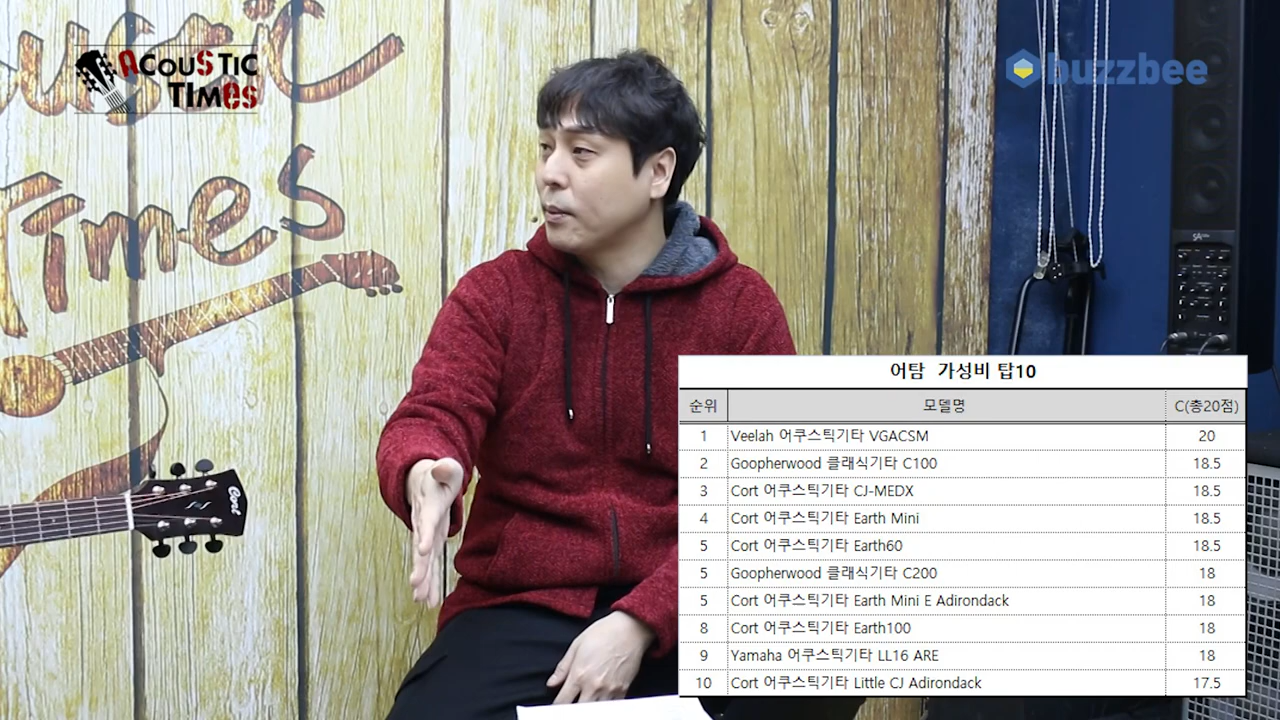 Acoustic
Times
ACOUSTIC
TIMES
buzzbee
Cort
어탐 가성비 탑10
순위 모델명 C(총20점)
1 Veelah 어쿠스틱기타 VGACSM 20
2 Goopherwood 클래식기타 C100 18.5
3 Cort 어쿠스틱기타 CJ-MEDX 18.5
4 Cort 어쿠스틱기타 Earth Mini 18.5
5 Cort 어쿠스틱기타 Earth60 18.5
5 Goopherwood 클래식기타 C200 18
5 Cort 어쿠스틱기타 Earth Mini E Adirondack 18
8 Cort 어쿠스틱기타 Earth100 18
9 Yamaha 어쿠스틱기타 LL16 ARE 18
10 Cort 어쿠스틱기타 Little CJ Adirondack 17.5